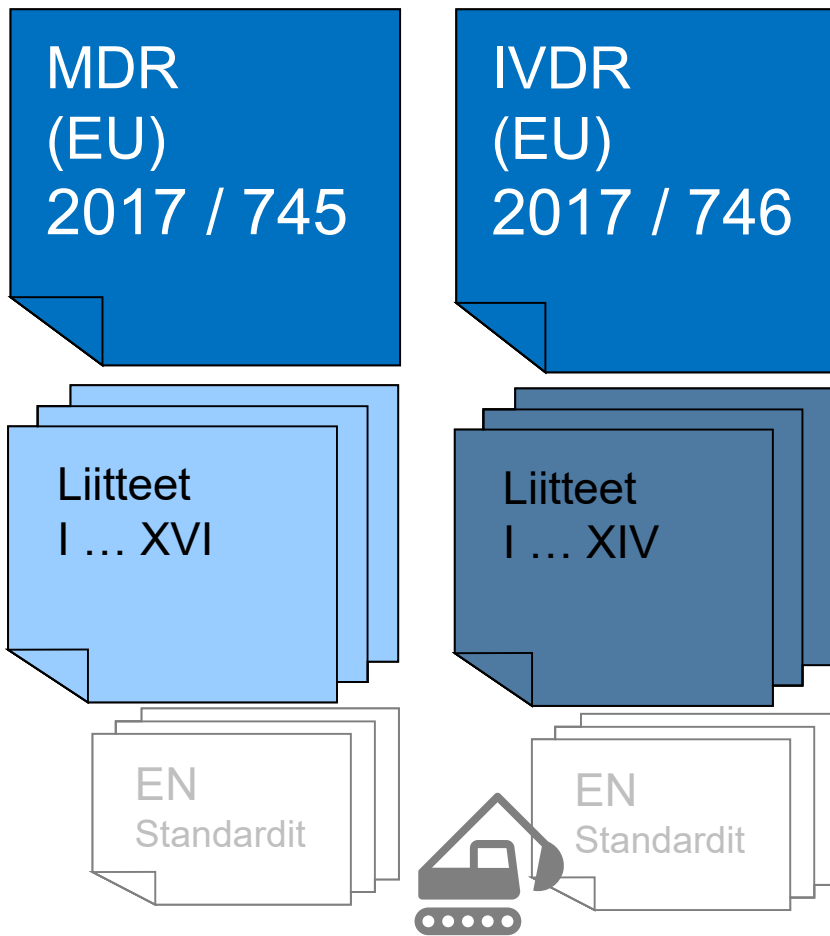 MDR
(EU)
2017 / 745
IVDR
(EU)
2017 / 746
Liitteet
I … XVI
Liitteet
I … XIV
EN
Standardit
EN
Standardit